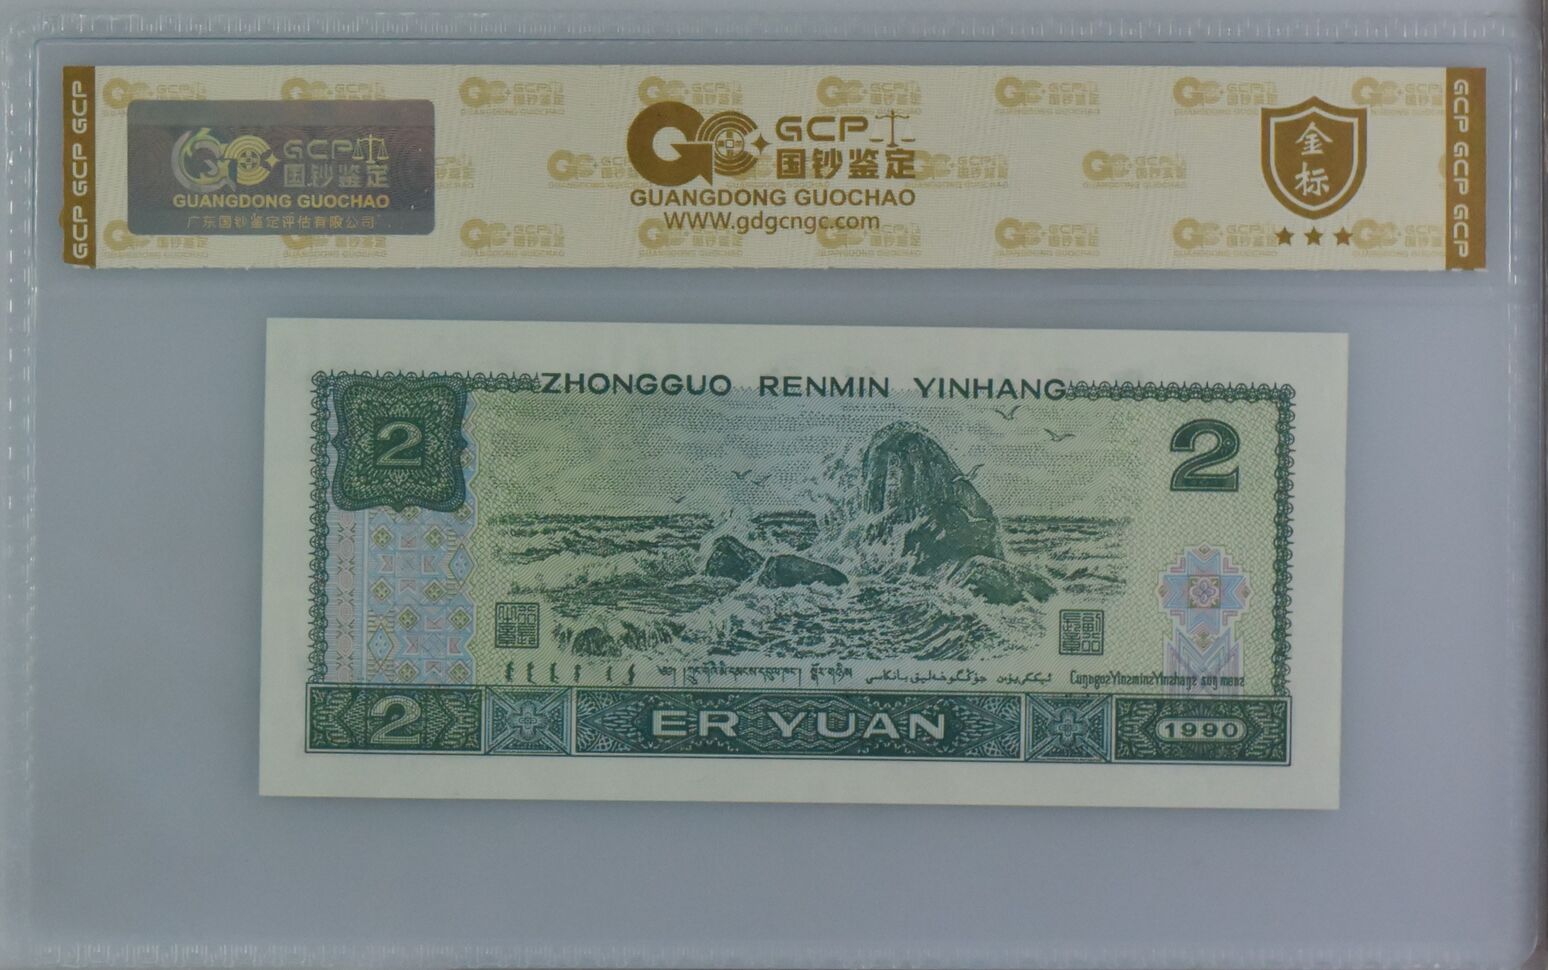 GCP GCP GCP
GCP
国钞鉴定
GUANGDONG GUOCHAO
广东国钞鉴定评估有限公司
GCP
国钞鉴定
GUANGDONG GUOCHAO
WWW.gdgcngc.com
金标
GCP GCP GCP
ZHONGGUO RENMIN YINHANG
2
2
CuŋƨgoƨYinƶminƶYinƶhaŋƨ
2
ER YUAN
1990